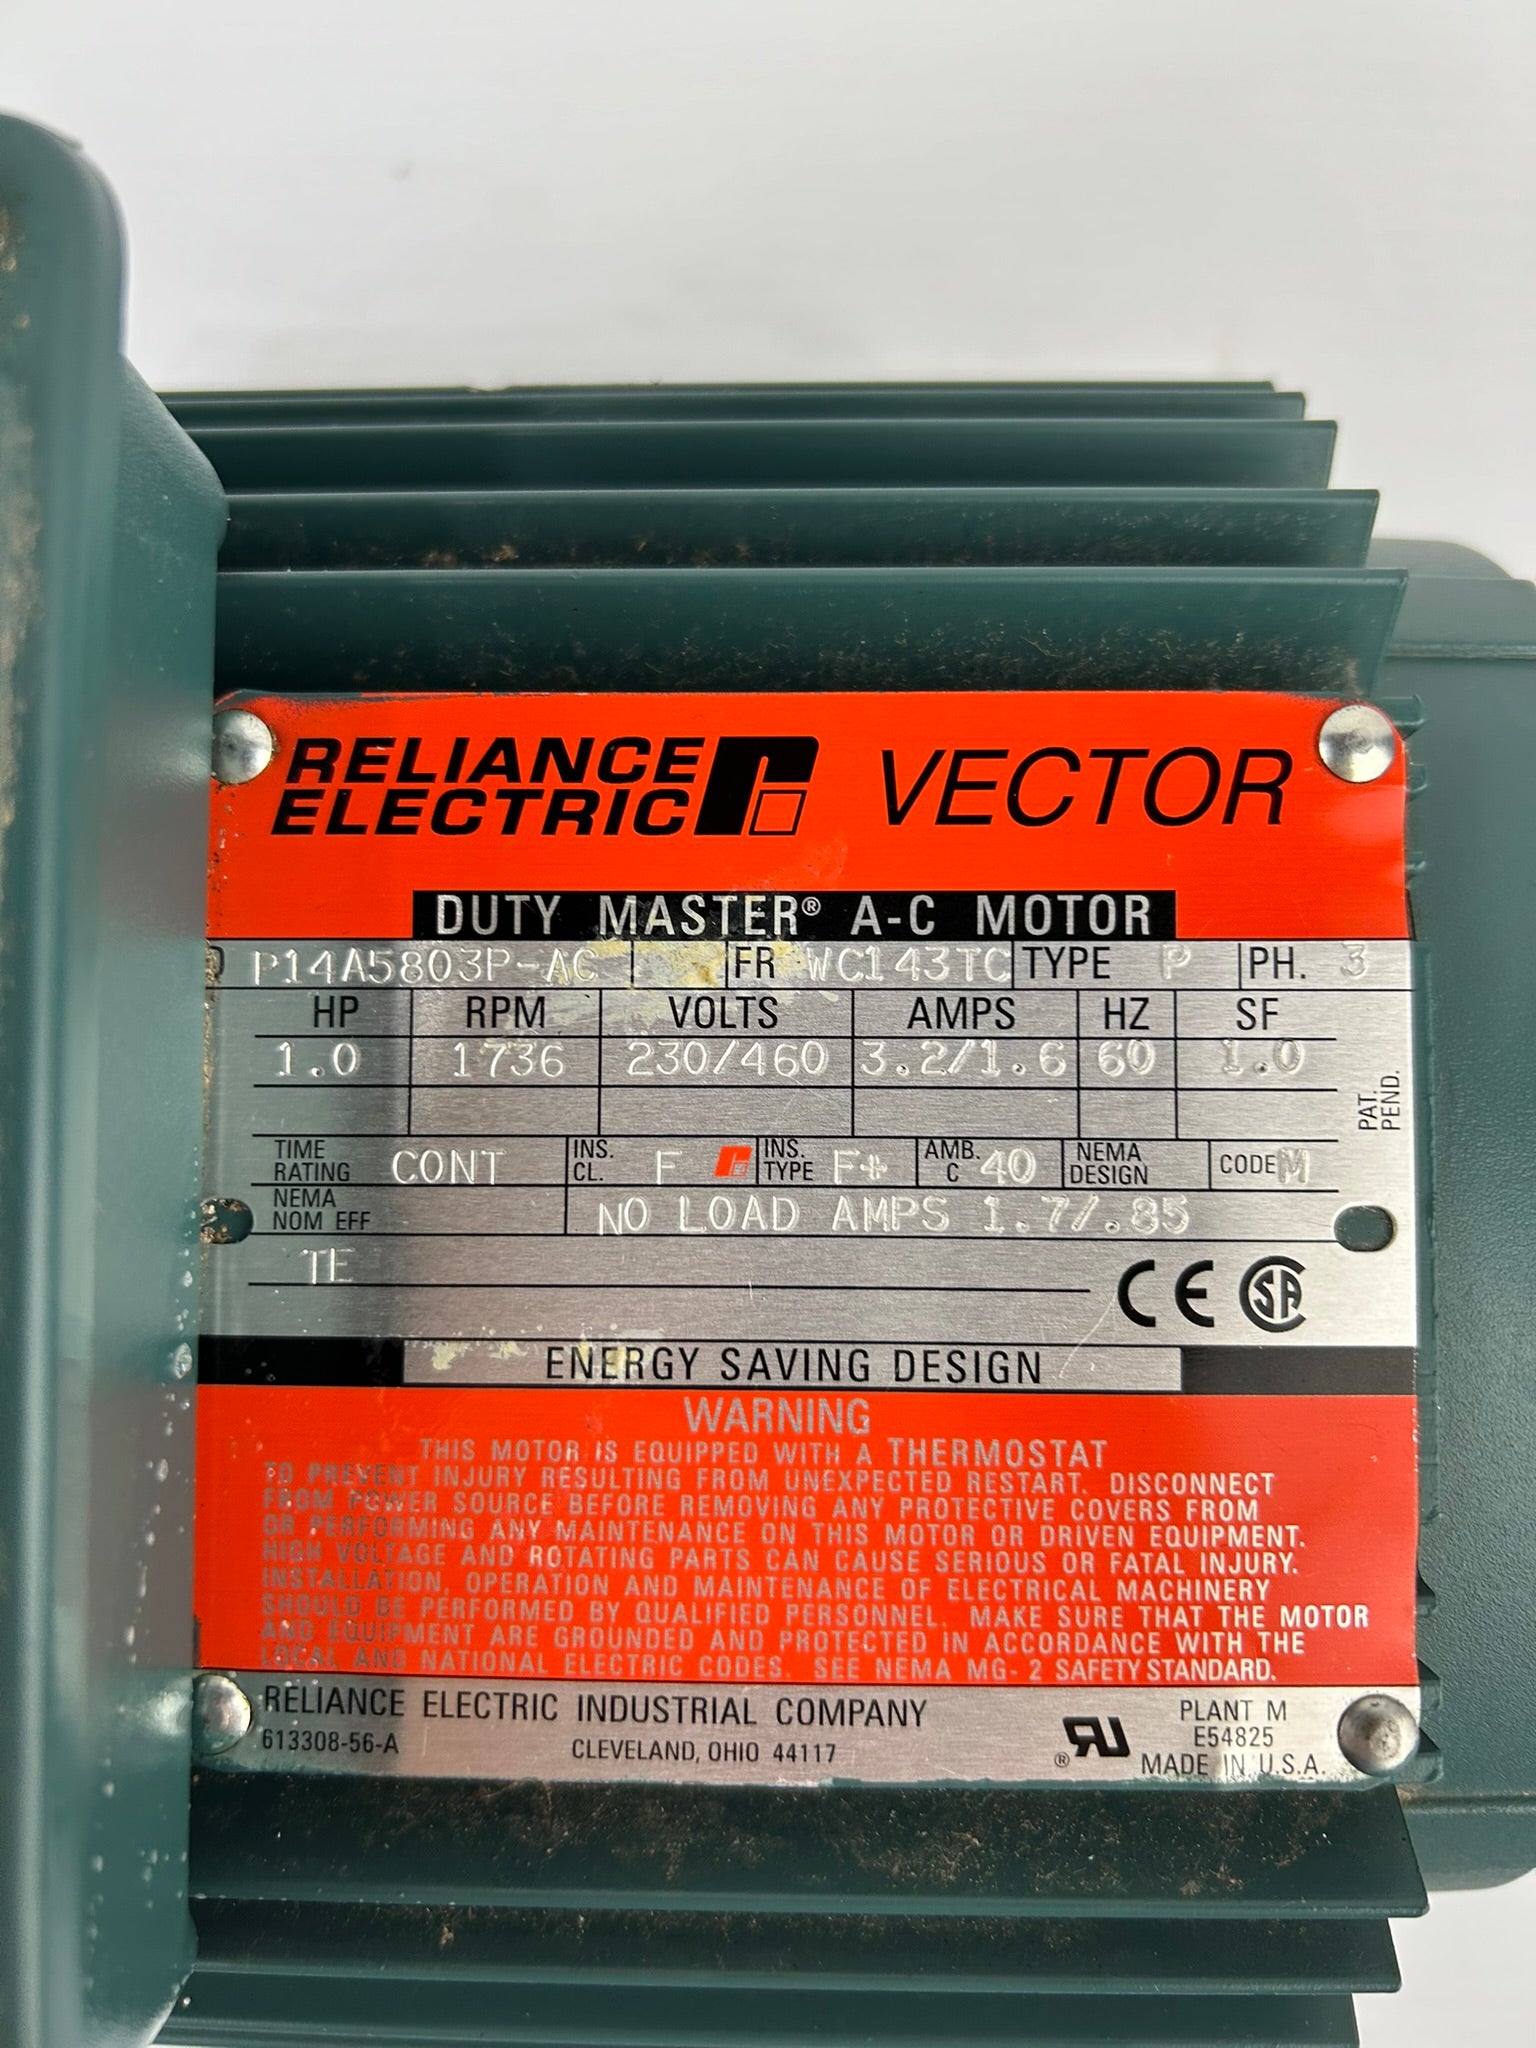 RELIANCE
ELECTRIC VECTOR
DUTY MASTER® A-C MOTOR
P14A5803P-AC FR WC143TC TYPE P PH. 3
HP RPM VOLTS AMPS HZ SF
1.0 1736 230/460 3.2/1.6 60 1.0
PAT.
PEND.
TIME RATING CONT INS. CL. F INS. TYPE F+ AMB. C 40 NEMA DESIGN CODE M
NEMA NOM EFF NO LOAD AMPS 1.7/.85
TE
CE SA
ENERGY SAVING DESIGN
WARNING
THIS MOTOR IS EQUIPPED WITH A THERMOSTAT
TO PREVENT INJURY RESULTING FROM UNEXPECTED RESTART. DISCONNECT
FROM POWER SOURCE BEFORE REMOVING ANY PROTECTIVE COVERS FROM
OR PERFORMING ANY MAINTENANCE ON THIS MOTOR OR DRIVEN EQUIPMENT.
HIGH VOLTAGE AND ROTATING PARTS CAN CAUSE SERIOUS OR FATAL INJURY.
INSTALLATION, OPERATION AND MAINTENANCE OF ELECTRICAL MACHINERY
SHOULD BE PERFORMED BY QUALIFIED PERSONNEL. MAKE SURE THAT THE MOTOR
AND EQUIPMENT ARE GROUNDED AND PROTECTED IN ACCORDANCE WITH THE
LOCAL AND NATIONAL ELECTRIC CODES. SEE NEMA MG-2 SAFETY STANDARD.
RELIANCE ELECTRIC INDUSTRIAL COMPANY
613308-56-A CLEVELAND, OHIO 44117
® PLANT M
E54825
MADE IN U.S.A.